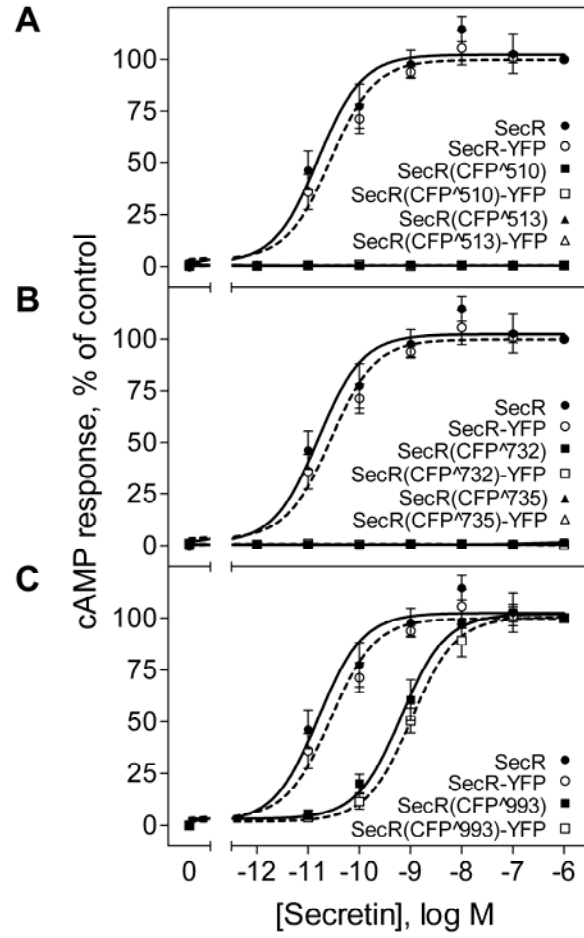 A
100
75
50
25
0
SecR
SecR-YFP
SecR(CFP^510)
SecR(CFP^510)-YFP
SecR(CFP^513)
SecR(CFP^513)-YFP
B
100
75
50
25
0
SecR
SecR-YFP
SecR(CFP^732)
SecR(CFP^732)-YFP
SecR(CFP^735)
SecR(CFP^735)-YFP
C
100
75
50
25
0
SecR
SecR-YFP
SecR(CFP^993)
SecR(CFP^993)-YFP
cAMP response, % of control
0 -12 -11 -10 -9 -8 -7 -6
[Secretin], log M